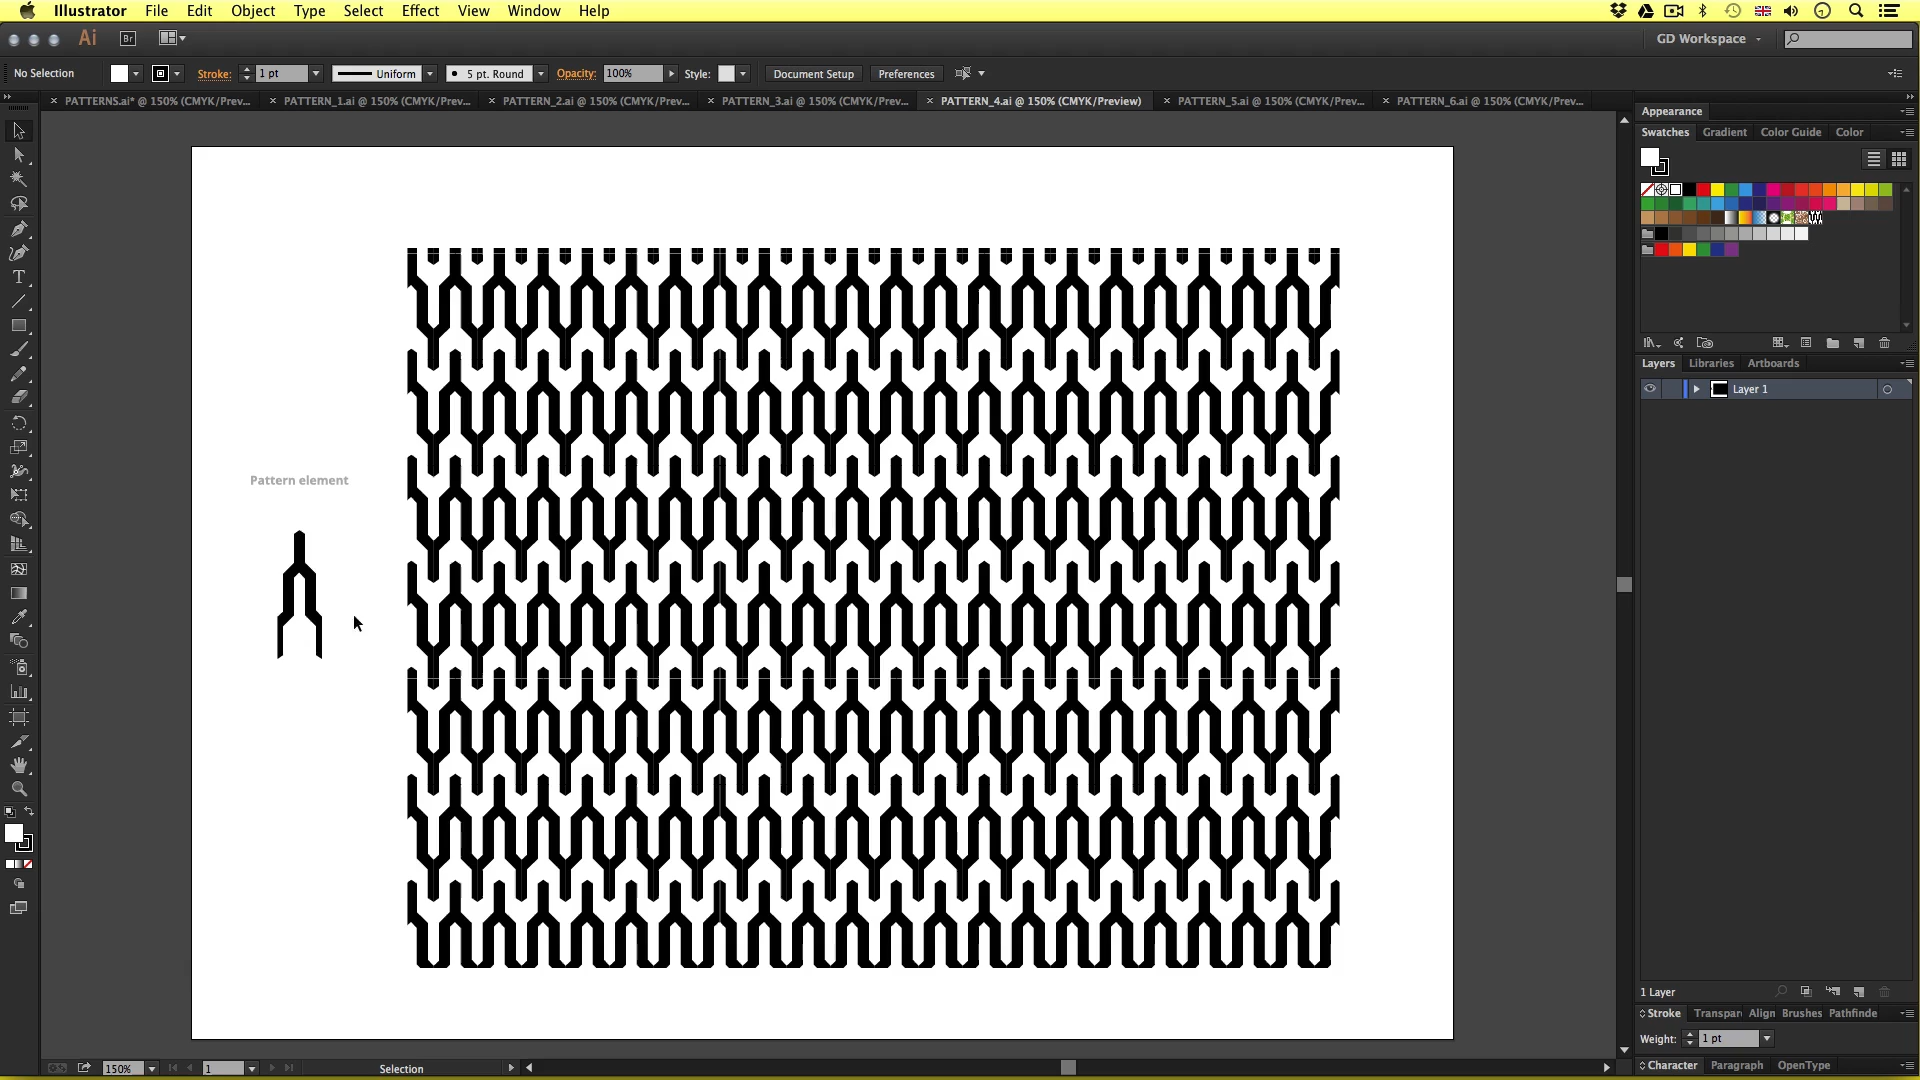 Illustrator File Edit Object Type Select Effect View Window Help
Ai Br GD Workspace
No Selection Stroke: 1 pt Uniform 5 pt. Round Opacity: 100% Style: Document Setup Preferences
PATTERNS.ai* @ 150% (CMYK/Prev... PATTERN_1.ai @ 150% (CMYK/Prev... PATTERN_2.ai @ 150% (CMYK/Prev... PATTERN_3.ai @ 150% (CMYK/Prev... PATTERN_4.ai @ 150% (CMYK/Preview) PATTERN_5.ai @ 150% (CMYK/Prev... PATTERN_6.ai @ 150% (CMYK/Prev...
Appearance
Swatches Gradient Color Guide Color
Layers Libraries Artboards
Layer 1
Pattern element
1 Layer
Stroke Transpar Align Brushes Pathfinde
Weight: 1 pt
Character Paragraph OpenType
150% 1 Selection